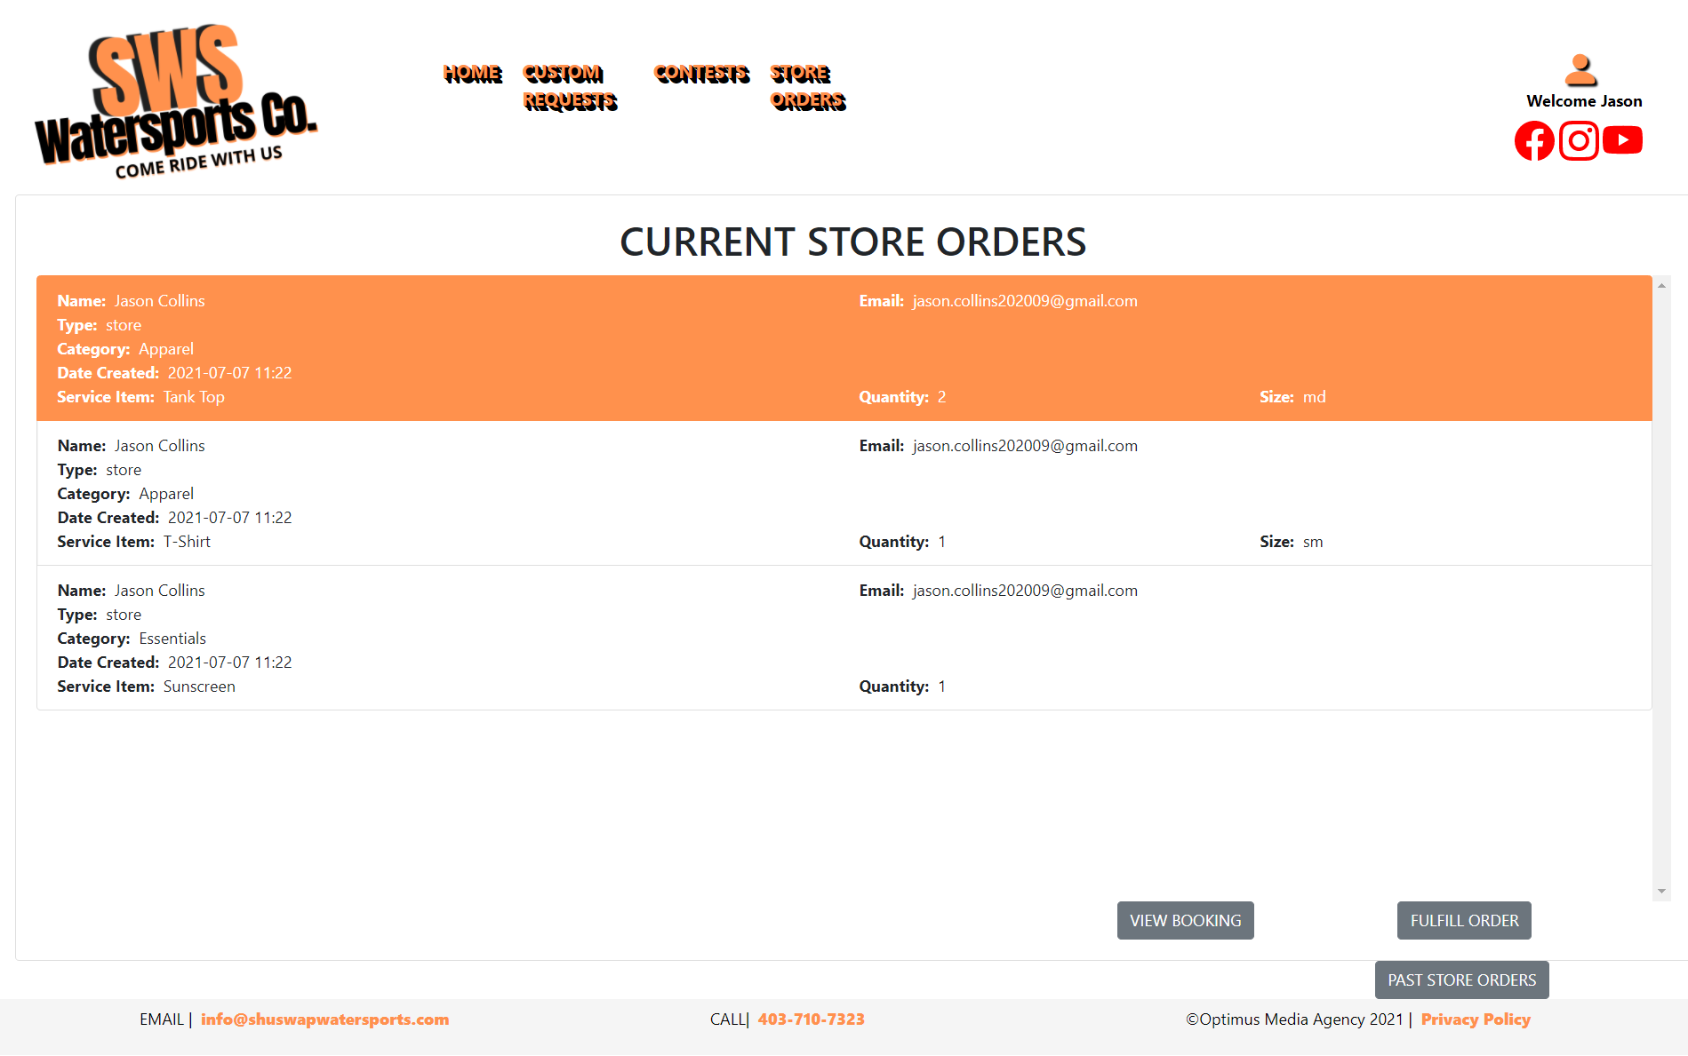 SWS
Watersports Co.
COME RIDE WITH US
HOME CUSTOM REQUESTS CONTESTS STORE ORDERS
Welcome Jason
CURRENT STORE ORDERS
Name: Jason Collins Email: jason.collins202009@gmail.com
Type: store
Category: Apparel
Date Created: 2021-07-07 11:22
Service Item: Tank Top Quantity: 2 Size: md
Name: Jason Collins Email: jason.collins202009@gmail.com
Type: store
Category: Apparel
Date Created: 2021-07-07 11:22
Service Item: T-Shirt Quantity: 1 Size: sm
Name: Jason Collins Email: jason.collins202009@gmail.com
Type: store
Category: Essentials
Date Created: 2021-07-07 11:22
Service Item: Sunscreen Quantity: 1
VIEW BOOKING FULFILL ORDER
PAST STORE ORDERS
EMAIL | info@shuswapwatersports.com CALL| 403-710-7323 ©Optimus Media Agency 2021 | Privacy Policy